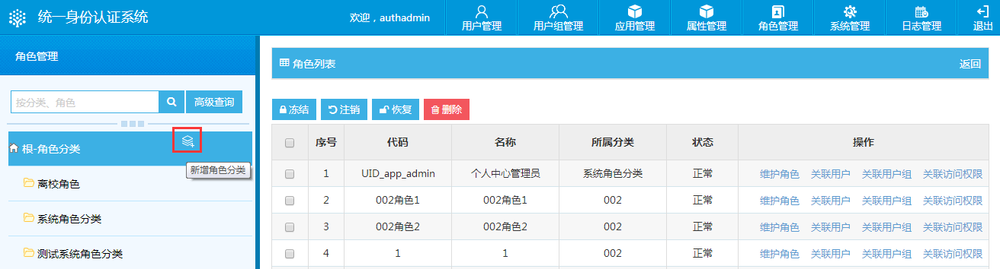 统一身份认证系统
欢迎，authadmin
用户管理
用户组管理
应用管理
属性管理
角色管理
系统管理
日志管理
退出
角色管理
按分类、角色
高级查询
根-角色分类
新增角色分类
离校角色
系统角色分类
测试系统角色分类
角色列表 返回
冻结 注销 恢复 删除
序号 代码 名称 所属分类 状态 操作
1 UID_app_admin 个人中心管理员 系统角色分类 正常 维护角色 关联用户 关联用户组 关联访问权限
2 002角色1 002角色1 002 正常 维护角色 关联用户 关联用户组 关联访问权限
3 002角色2 002角色2 002 正常 维护角色 关联用户 关联用户组 关联访问权限
4 1 1 002 正常 维护角色 关联用户 关联用户组 关联访问权限